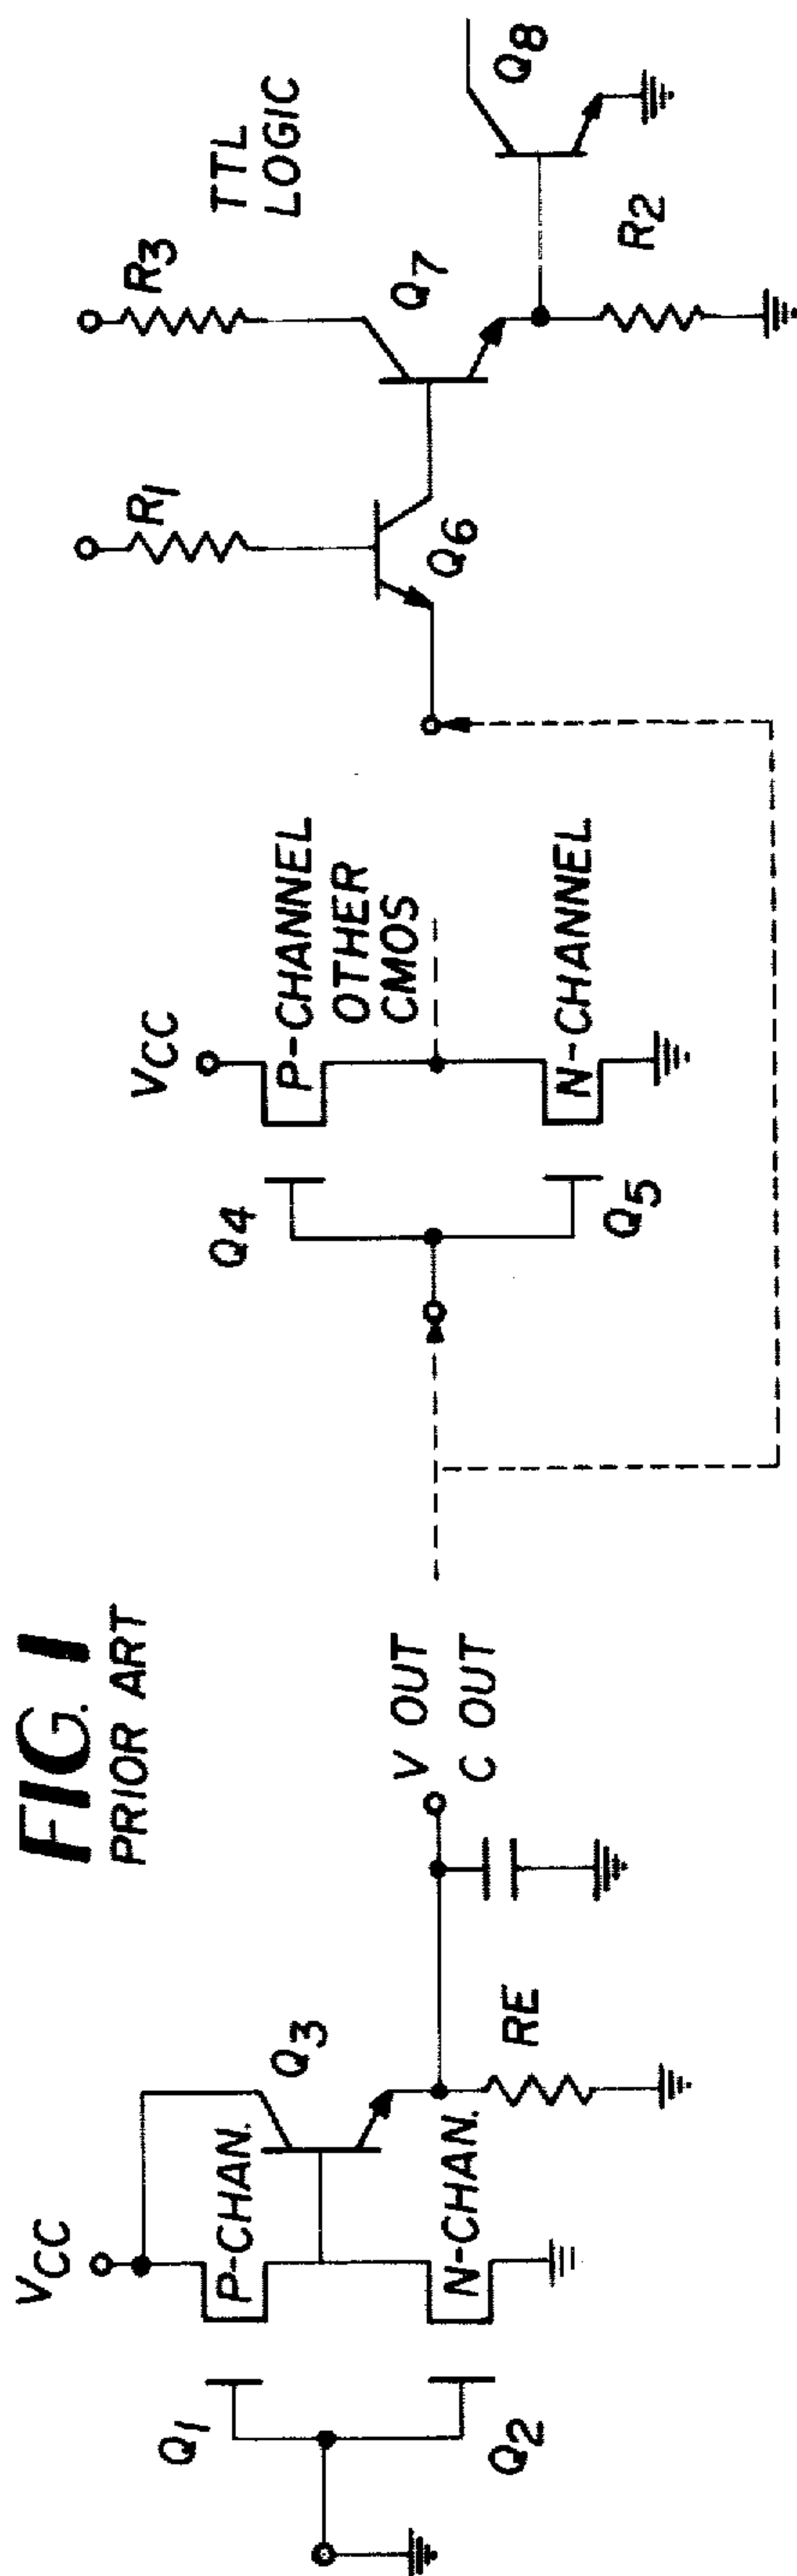 FIG. 1
PRIOR ART
VCC
Q1
P-CHAN.
Q3
Q2
N-CHAN.
RE
V OUT
C OUT
VCC
Q4
P-CHANNEL
OTHER
CMOS
Q5
N-CHANNEL
R1
Q6
R3
Q7
TTL
LOGIC
R2
Q8